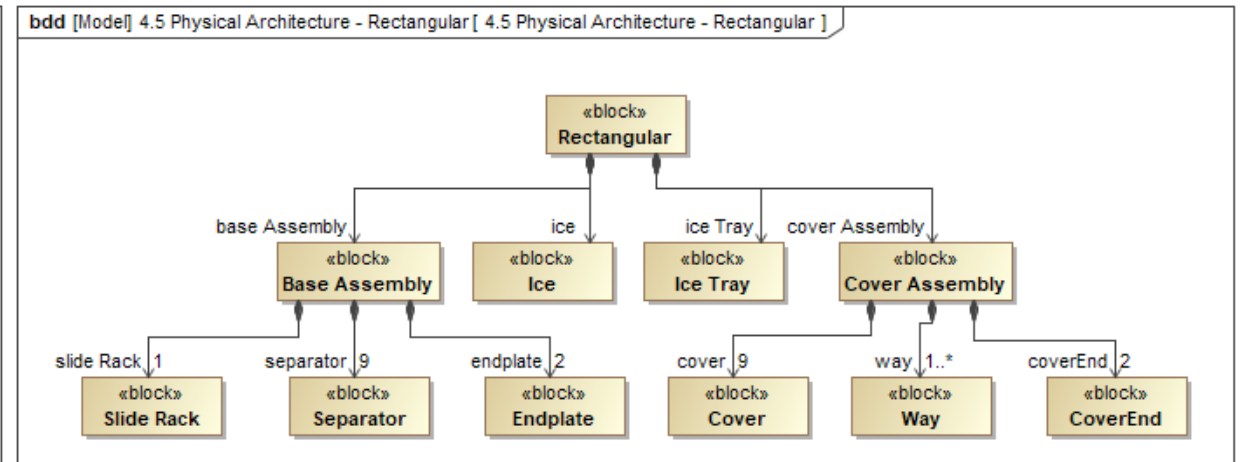 bdd [Model] 4.5 Physical Architecture - Rectangular [ 4.5 Physical Architecture - Rectangular ]
«block»
Rectangular
base Assembly
ice
ice Tray
cover Assembly
«block»
Base Assembly
«block»
Ice
«block»
Ice Tray
«block»
Cover Assembly
slide Rack 1
separator 9
endplate 2
cover 9
way 1..*
coverEnd 2
«block»
Slide Rack
«block»
Separator
«block»
Endplate
«block»
Cover
«block»
Way
«block»
CoverEnd